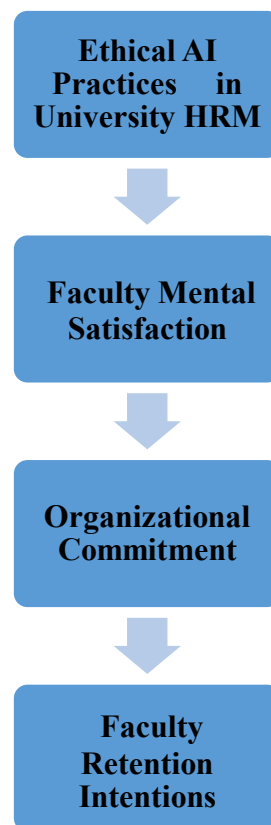 Ethical AI
Practices in
University HRM
Faculty Mental
Satisfaction
Organizational
Commitment
Faculty
Retention
Intentions